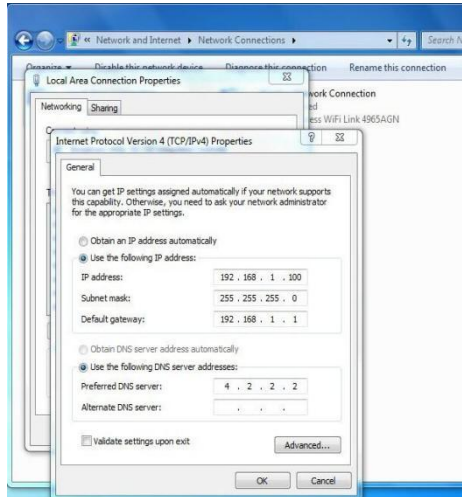 « Network and Internet ▸ Network Connections ▸
Search N
Organize
Disable this network device
Diagnose this connection
Rename this connection
Local Area Connection Properties
Networking
Sharing
Connection
WiFi Link 4965AGN
Internet Protocol Version 4 (TCP/IPv4) Properties
General
You can get IP settings assigned automatically if your network supports
this capability. Otherwise, you need to ask your network administrator
for the appropriate IP settings.
Obtain an IP address automatically
Use the following IP address:
IP address:
192 . 168 . 1 . 100
Subnet mask:
255 . 255 . 255 . 0
Default gateway:
192 . 168 . 1 . 1
Obtain DNS server address automatically
Use the following DNS server addresses:
Preferred DNS server:
4 . 2 . 2 . 2
Alternate DNS server:
. . .
Validate settings upon exit
Advanced...
OK
Cancel